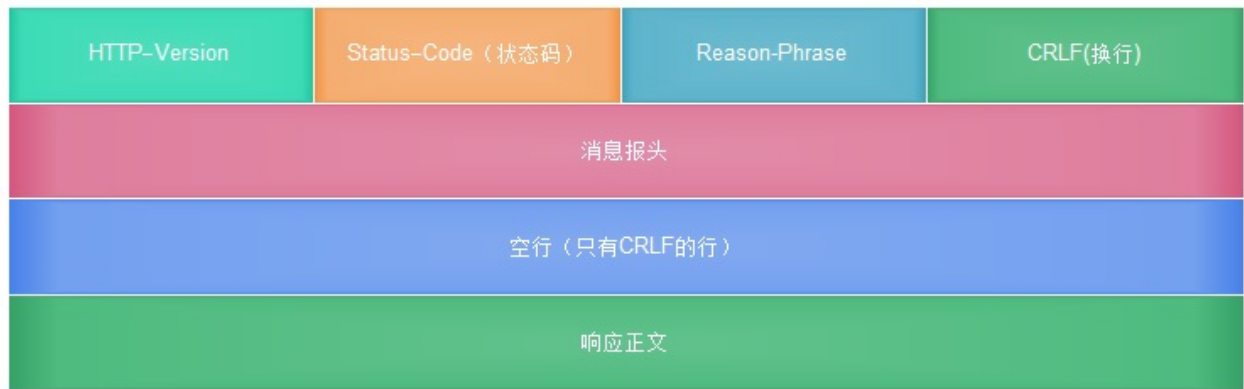 HTTP-Version Status-Code（状态码） Reason-Phrase CRLF(换行)
消息报头
空行（只有CRLF的行）
响应正文